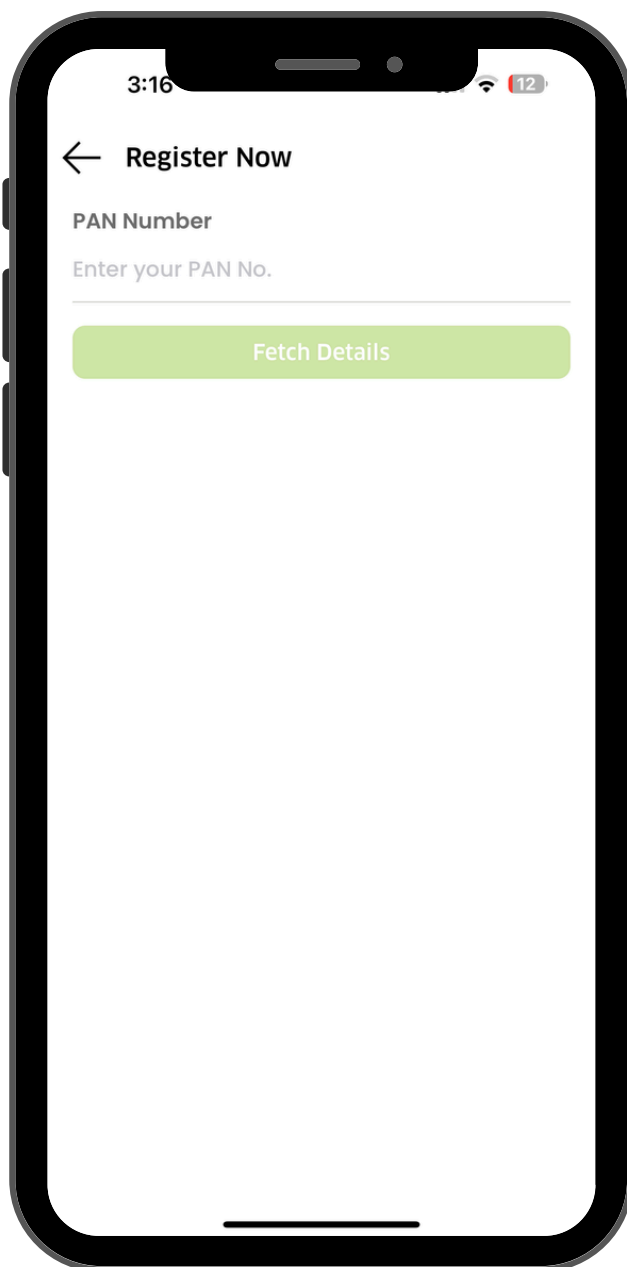 3:16
12
Register Now
PAN Number
Enter your PAN No.
Fetch Details